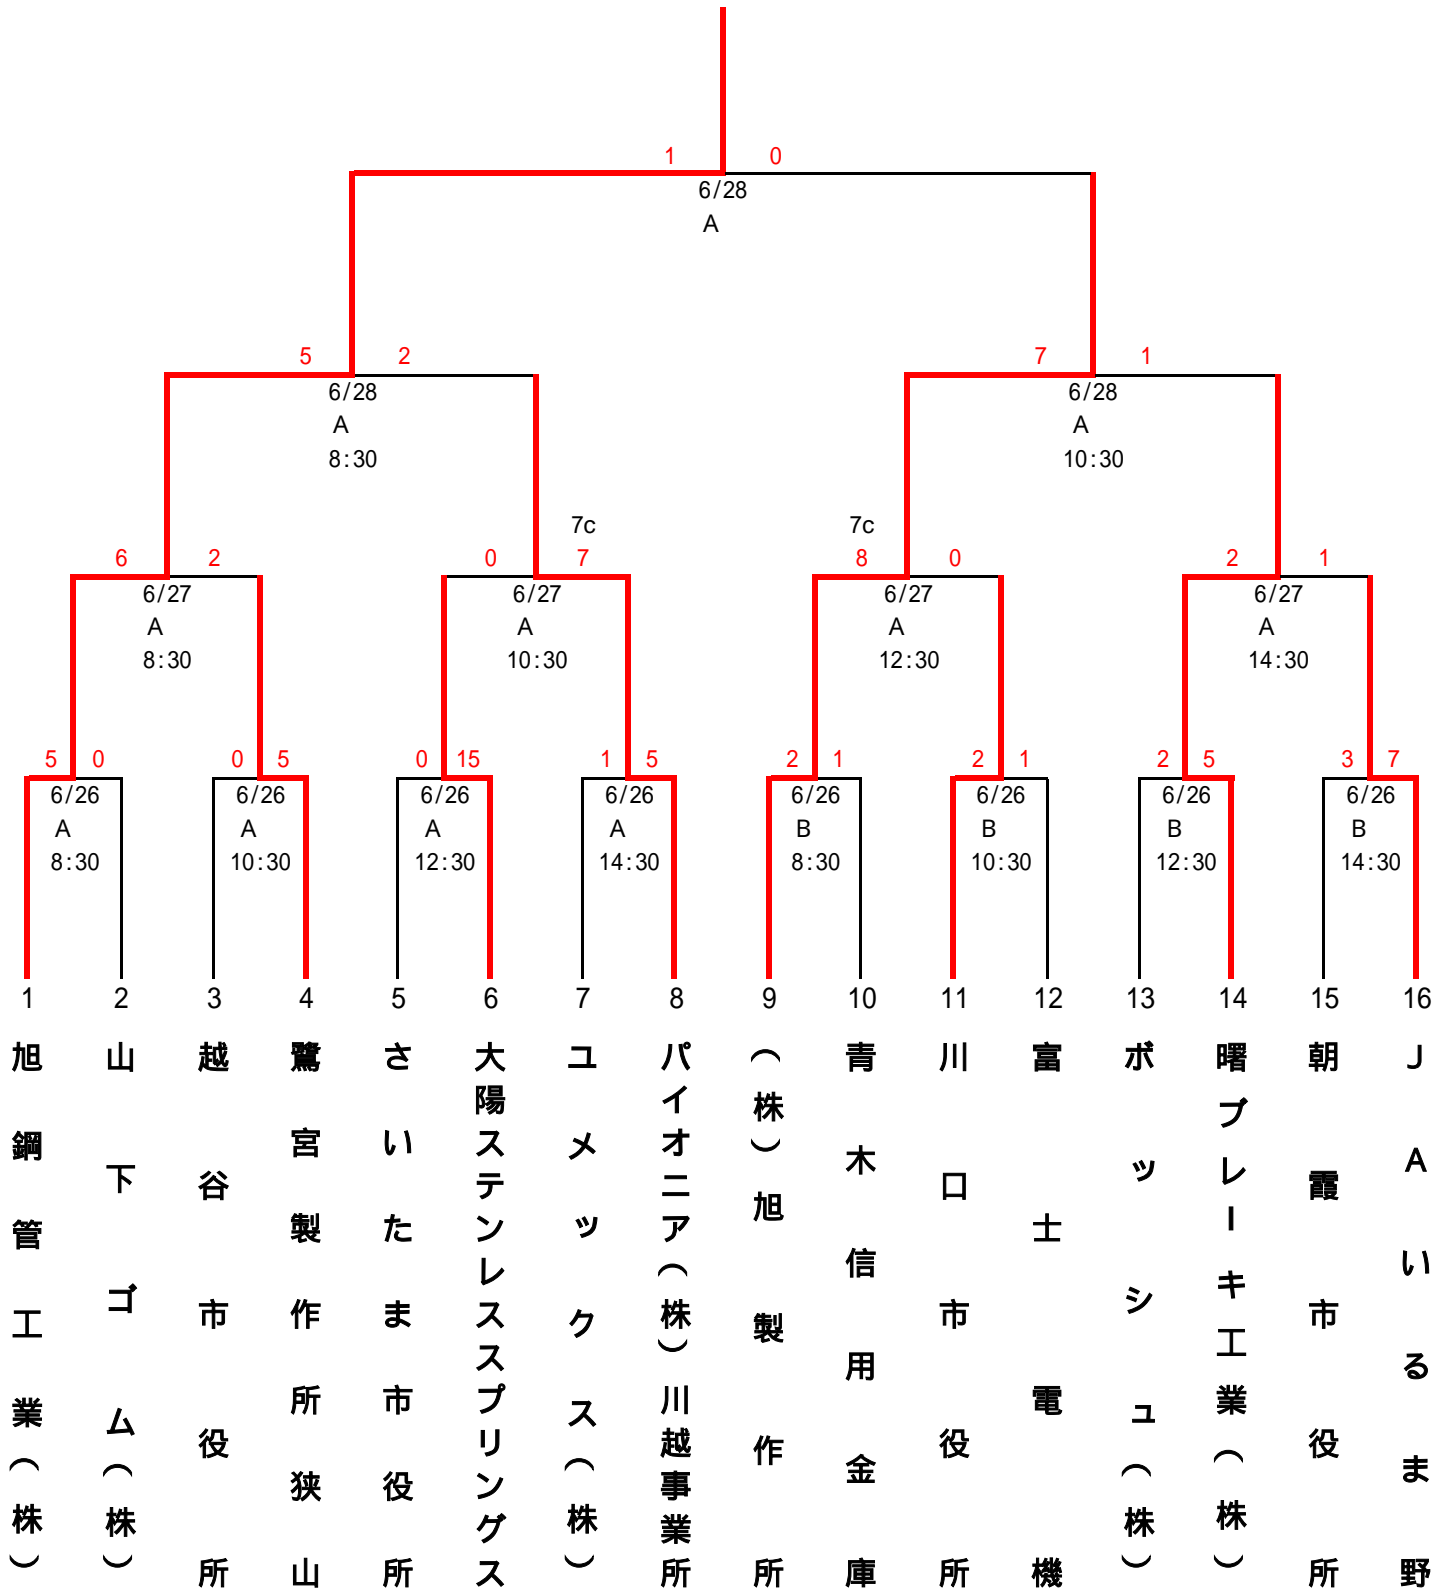 1 0
6/28
A
5 2 7 1
6/28 6/28
A A
8:30 10:30
7c 7c
6 2 0 7 8 0 2 1
6/27 6/27 6/27 6/27
A A A A
8:30 10:30 12:30 14:30
5 0 0 5 0 15 1 5 2 1 2 1 2 5 3 7
6/26 6/26 6/26 6/26 6/26 6/26 6/26 6/26
A A A A B B B B
8:30 10:30 12:30 14:30 8:30 10:30 12:30 14:30
1 2 3 4 5 6 7 8 9 10 11 12 13 14 15 16
旭鋼管工業(株)
山下ゴム(株)
越谷市役所
鷺宮製作所狭山
さいたま市役所
大陽ステンレススプリングス
ユメックス(株)
パイオニア(株)川越事業所
(株)旭製作所
青木信用金庫
川口市役所
富士電機
ボッシュ(株)
曙ブレーキ工業(株)
朝霞市役所
JAいるま野